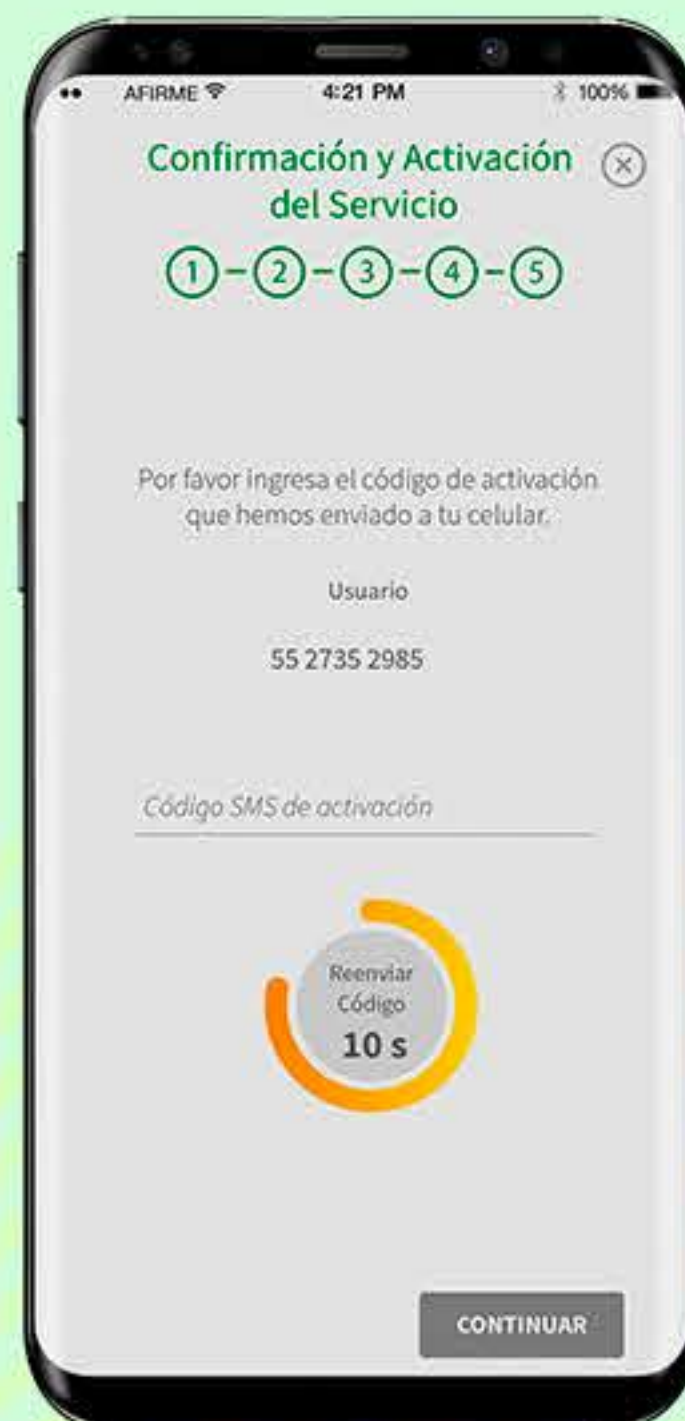 AFIRME 4:21 PM 100%
Confirmación y Activación
del Servicio
1 - 2 - 3 - 4 - 5
Por favor ingresa el código de activación
que hemos enviado a tu celular.
Usuario
55 2735 2985
Código SMS de activación
Reenviar
Código
10 s
CONTINUAR